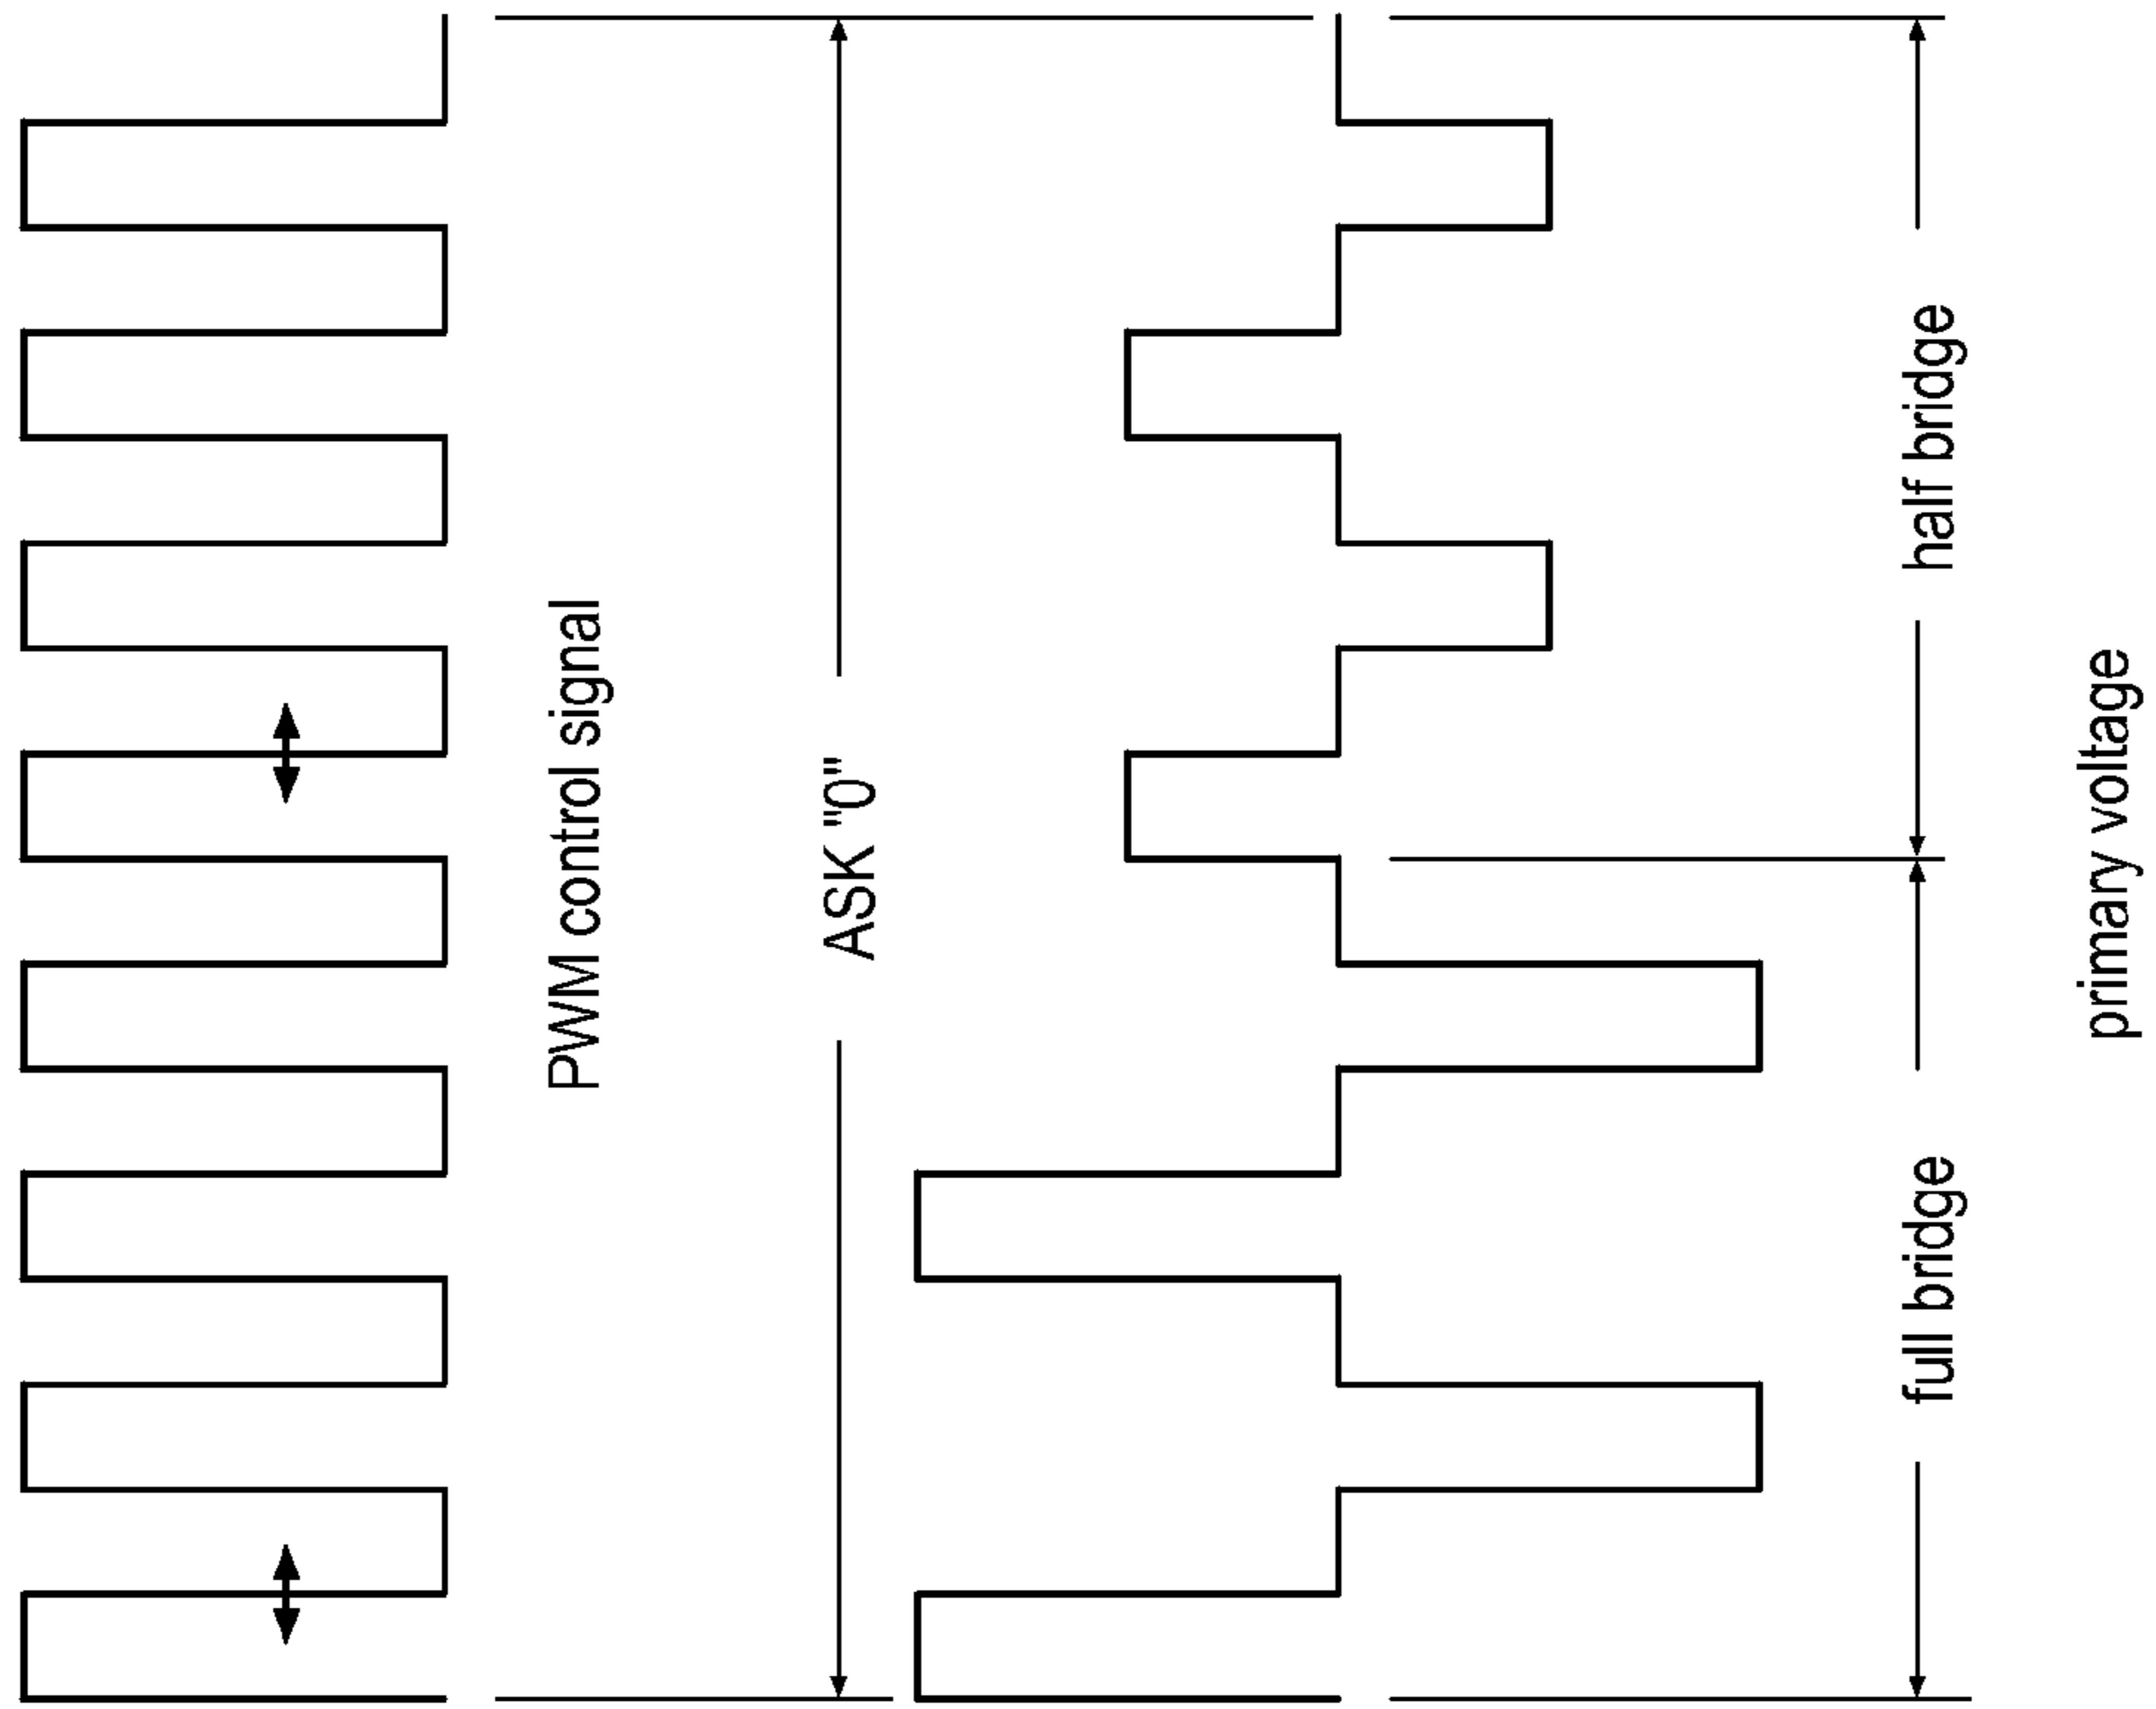 PWM control signal
ASK "0"
full bridge
half bridge
primary voltage